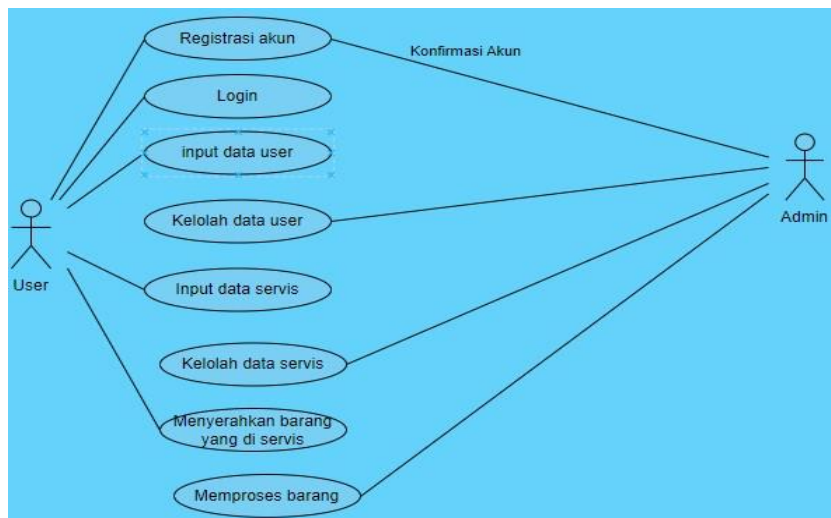 Registrasi akun
Konfirmasi Akun
Login
input data user
Kelolah data user
Admin
User
Input data servis
Kelolah data servis
Menyerahkan barang
yang di servis
Memproses barang